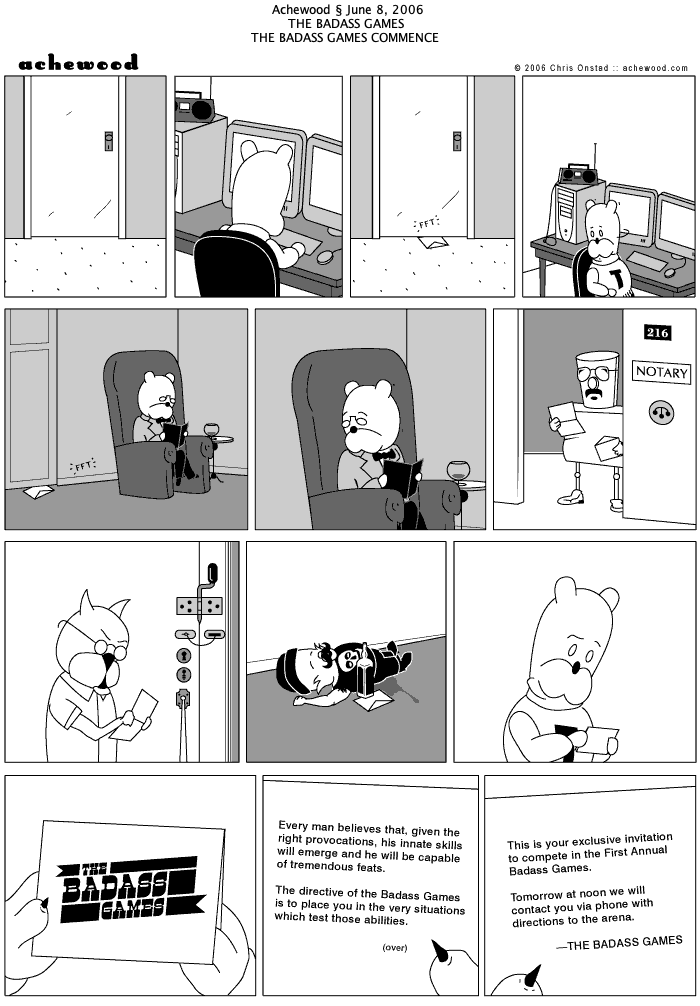 Achewood § June 8, 2006
THE BADASS GAMES
THE BADASS GAMES COMMENCE
achewood
© 2006 Chris Onstad :: achewood.com
FFT
T
FFT
216
NOTARY
THE
BADASS
GAMES
Every man believes that, given the
right provocations, his innate skills
will emerge and he will be capable
of tremendous feats.
The directive of the Badass Games
is to place you in the very situations
which test those abilities.
(over)
This is your exclusive invitation
to compete in the First Annual
Badass Games.
Tomorrow at noon we will
contact you via phone with
directions to the arena.
—THE BADASS GAMES